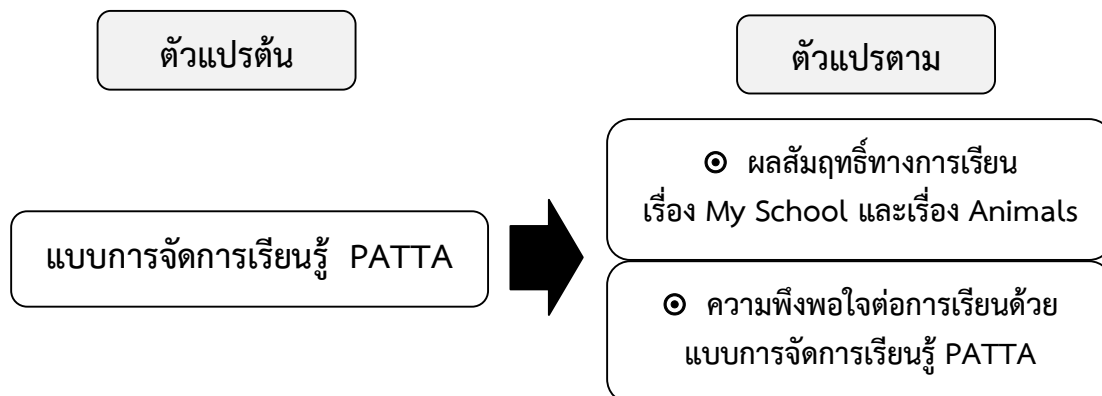 ตัวแปรต้น
ตัวแปรตาม
แบบการจัดการเรียนรู้ PATTA
ผลสัมฤทธิ์ทางการเรียน
เรื่อง My School และเรื่อง Animals
ความพึงพอใจต่อการเรียนด้วย
แบบการจัดการเรียนรู้ PATTA